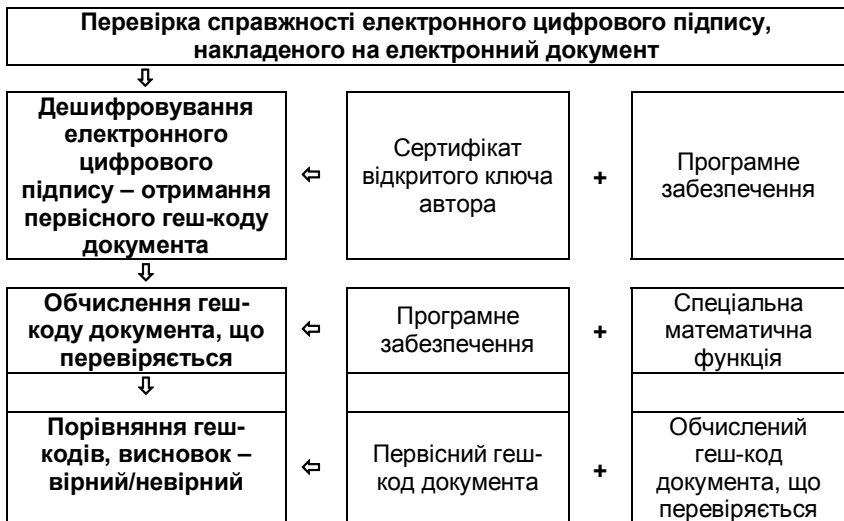 Перевірка справжності електронного цифрового підпису,
накладеного на електронний документ
⇩
Дешифровування
електронного
цифрового
підпису – отримання
первісного геш-коду
документа
⇦
Сертифікат
відкритого ключа
автора
+
Програмне
забезпечення
⇩
Обчислення геш-
коду документа, що
перевіряється
⇦
Програмне
забезпечення
+
Спеціальна
математична
функція
⇩
Порівняння геш-
кодів, висновок –
вірний/невірний
⇦
Первісний геш-
код документа
+
Обчислений
геш-код
документа, що
перевіряється